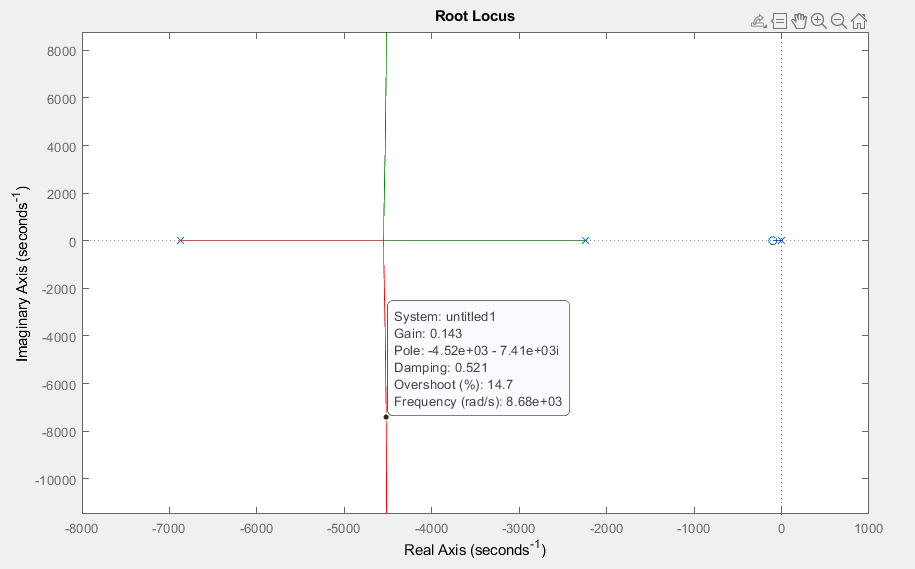 Root Locus
8000
6000
4000
2000
0
-2000
-4000
-6000
-8000
-10000
Imaginary Axis (seconds⁻¹)
System: untitled1
Gain: 0.143
Pole: -4.52e+03 - 7.41e+03i
Damping: 0.521
Overshoot (%): 14.7
Frequency (rad/s): 8.68e+03
-8000 -7000 -6000 -5000 -4000 -3000 -2000 -1000 0 1000
Real Axis (seconds⁻¹)